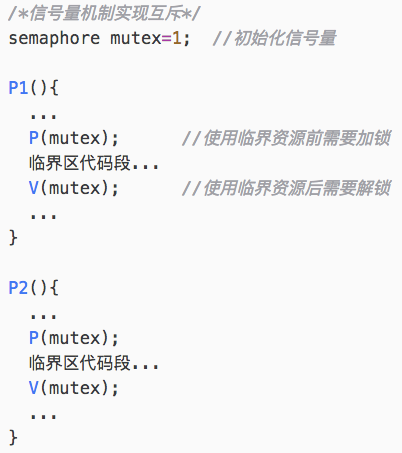 /*信号量机制实现互斥*/
semaphore mutex=1;  //初始化信号量
P1(){
...
P(mutex);      //使用临界资源前需要加锁
临界区代码段...
V(mutex);      //使用临界资源后需要解锁
...
}
P2(){
...
P(mutex);
临界区代码段...
V(mutex);
...
}